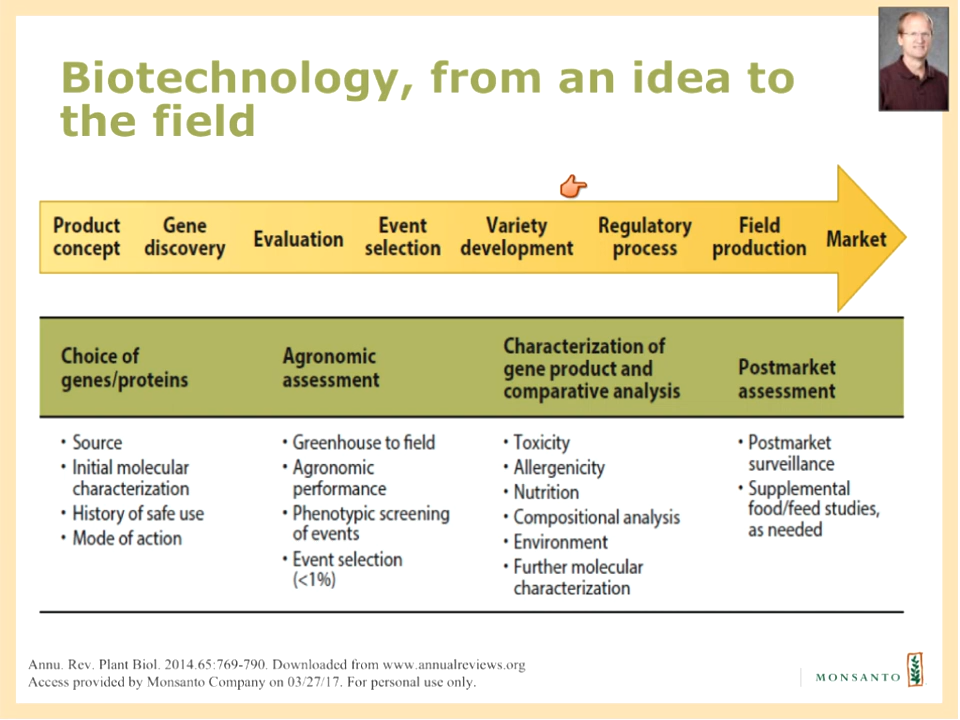 Biotechnology, from an idea to
the field
Product
concept
Gene
discovery
Evaluation
Event
selection
Variety
development
Regulatory
process
Field
production
Market
Choice of
genes/proteins
Agronomic
assessment
Characterization of
gene product and
comparative analysis
Postmarket
assessment
• Source
• Initial molecular
characterization
• History of safe use
• Mode of action
• Greenhouse to field
• Agronomic
performance
• Phenotypic screening
of events
• Event selection
(<1%)
• Toxicity
• Allergenicity
• Nutrition
• Compositional analysis
• Environment
• Further molecular
characterization
• Postmarket
surveillance
• Supplemental
food/feed studies,
as needed
Annu. Rev. Plant Biol. 2014.65:769-790. Downloaded from www.annualreviews.org
Access provided by Monsanto Company on 03/27/17. For personal use only.
MONSANTO